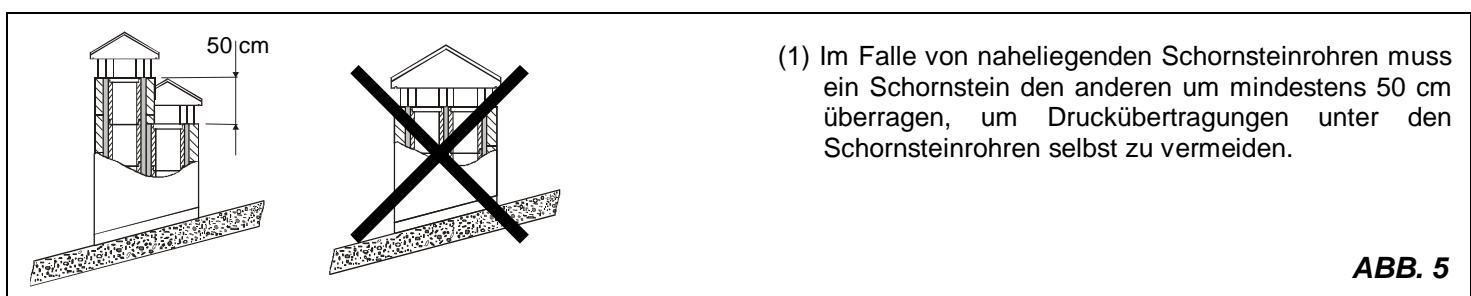 50 cm
(1) Im Falle von naheliegenden Schornsteinrohren muss
ein Schornstein den anderen um mindestens 50 cm
überragen, um Druckübertragungen unter den
Schornsteinrohren selbst zu vermeiden.
ABB. 5